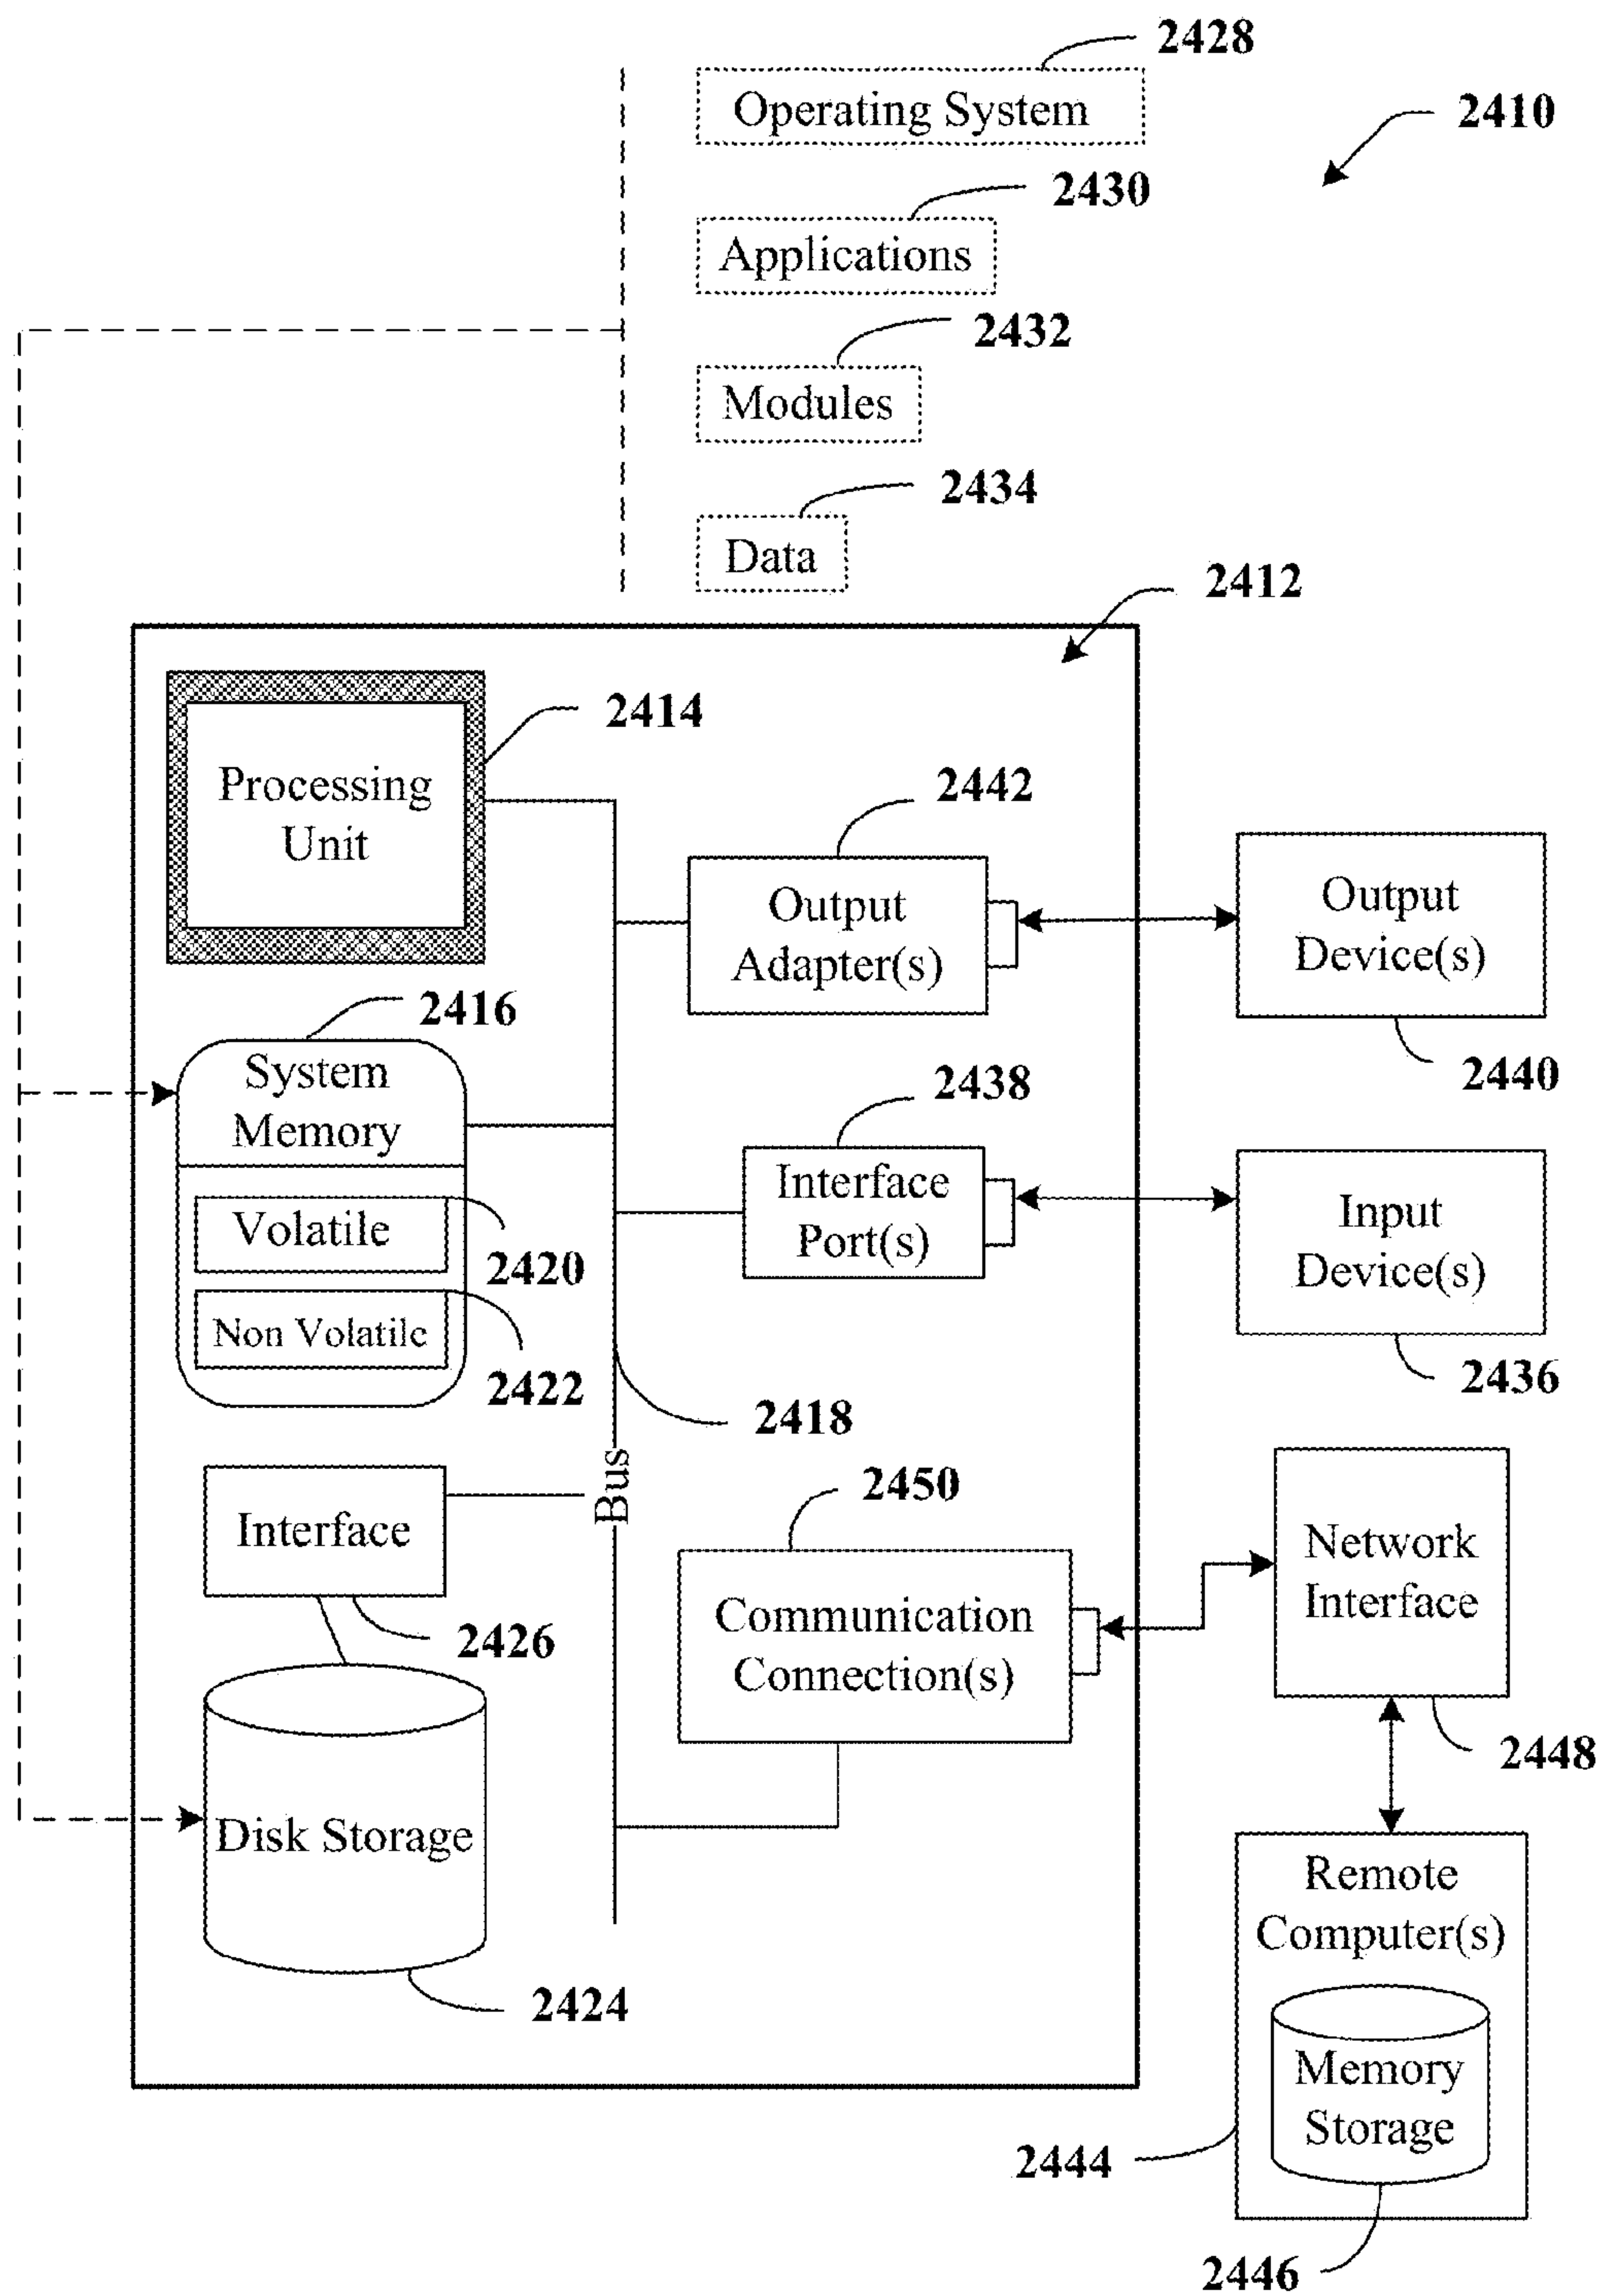 2428
Operating System
2410
2430
Applications
2432
Modules
2434
Data
2412
2414
Processing
Unit
2442
Output
Adapter(s)
Output
Device(s)
2440
2416
System
Memory
Volatile
2420
Non Volatile
2422
2438
Interface
Port(s)
Input
Device(s)
2436
2418
Bus
Interface
2426
2450
Communication
Connection(s)
Network
Interface
2448
Disk Storage
2424
Remote
Computer(s)
Memory
Storage
2444
2446